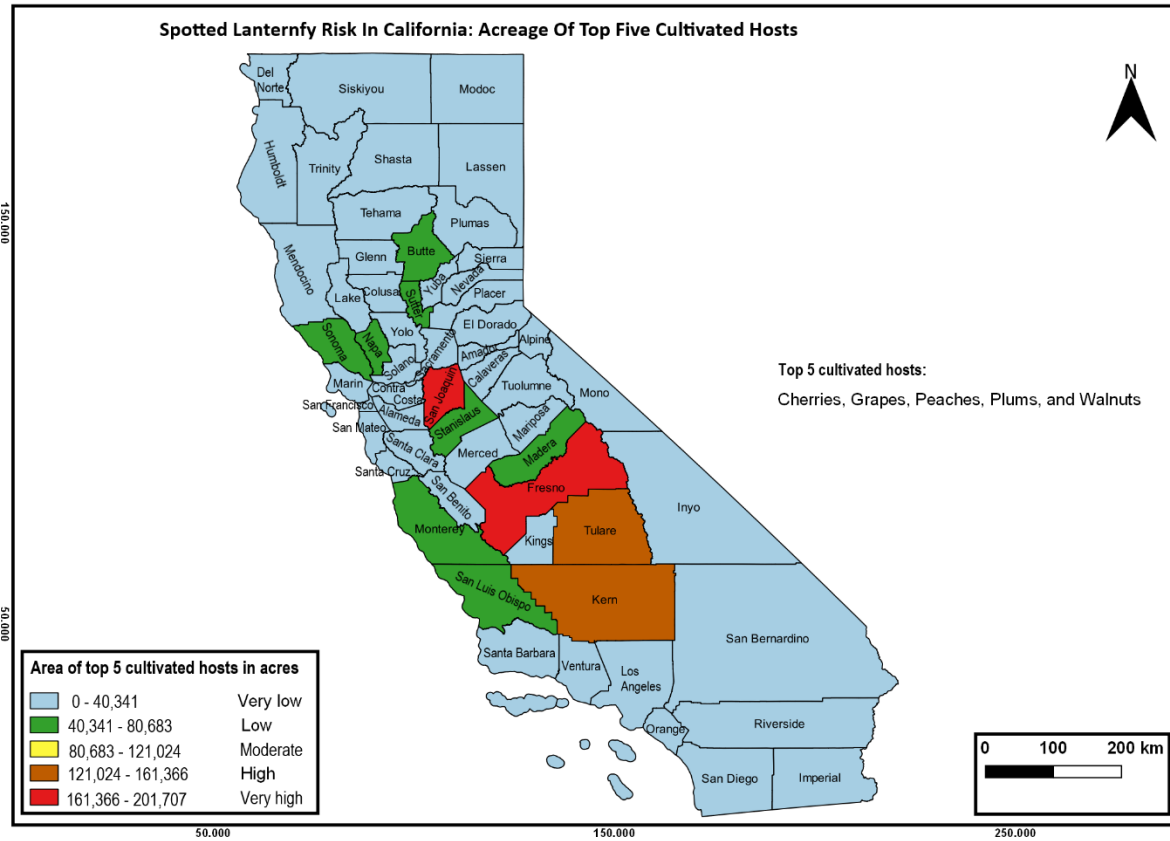 Spotted Lanternfy Risk In California: Acreage Of Top Five Cultivated Hosts
N
Del
Norte
Siskiyou
Modoc
Humboldt
Trinity
Shasta
Lassen
Tehama
Plumas
Mendocino
Glenn
Butte
Sierra
Lake
Colusa
Sutter
Yuba
Nevada
Placer
Sonoma
Napa
Yolo
El Dorado
Solano
Sacramento
Amador
Alpine
Calaveras
Marin
Contra
Costa
San Joaquin
Tuolumne
Mono
San Francisco
Alameda
Stanislaus
Mariposa
San Mateo
Santa Clara
Merced
Madera
Santa Cruz
San Benito
Fresno
Inyo
Monterey
Kings
Tulare
San Luis Obispo
Kern
San Bernardino
Santa Barbara
Ventura
Los
Angeles
Orange
Riverside
San Diego
Imperial
Top 5 cultivated hosts:
Cherries, Grapes, Peaches, Plums, and Walnuts
150.000
50.000
Area of top 5 cultivated hosts in acres
0 - 40,341 Very low
40,341 - 80,683 Low
80,683 - 121,024 Moderate
121,024 - 161,366 High
161,366 - 201,707 Very high
0 100 200 km
50.000 150.000 250.000